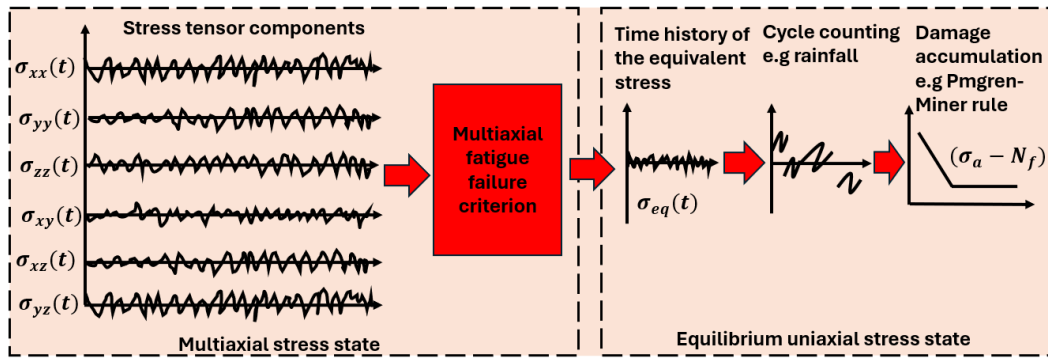 Stress tensor components
σxx(t)
σyy(t)
σzz(t)
σxy(t)
σxz(t)
σyz(t)
Multiaxial stress state
Multiaxial
fatigue
failure
criterion
Time history of
the equivalent
stress
σeq(t)
Cycle counting
e.g rainfall
Damage
accumulation
e.g Pmgren-
Miner rule
(σa − Nf)
Equilibrium uniaxial stress state